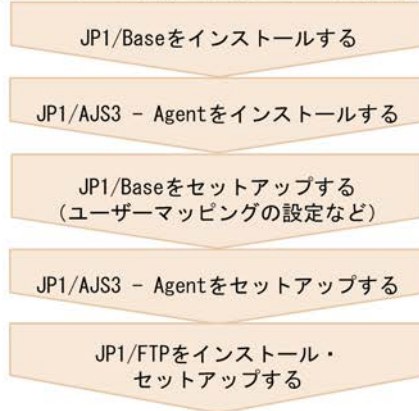 JP1/Baseをインストールする
JP1/AJS3 - Agentをインストールする
JP1/Baseをセットアップする
(ユーザーマッピングの設定など)
JP1/AJS3 - Agentをセットアップする
JP1/FTPをインストール・
セットアップする